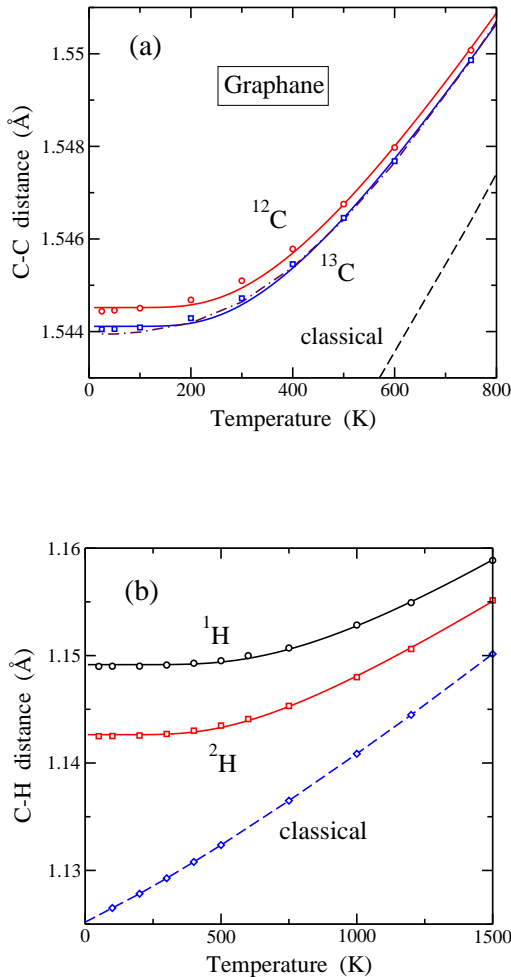 (a)
Graphane
1.55
1.548
1.546
1.544
C-C distance (Å)
12C
13C
classical
0
200
400
600
800
Temperature (K)
(b)
1.16
1.15
1.14
1.13
C-H distance (Å)
1H
2H
classical
0
500
1000
1500
Temperature (K)